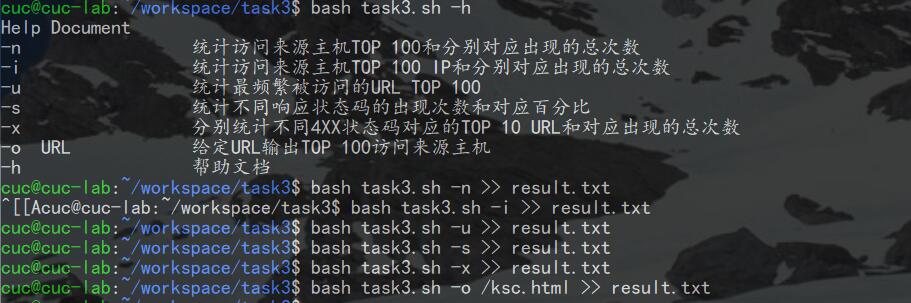 cuc@cuc-lab:~/workspace/task3$ bash task3.sh -h
Help Document
-n 统计访问来源主机TOP 100和分别对应出现的总次数
-i 统计访问来源主机TOP 100 IP和分别对应出现的总次数
-u 统计最频繁被访问的URL TOP 100
-s 统计不同响应状态码的出现次数和对应百分比
-x 分别统计不同4XX状态码对应的TOP 10 URL和对应出现的总次数
-o URL 给定URL输出TOP 100访问来源主机
-h 帮助文档
cuc@cuc-lab:~/workspace/task3$ bash task3.sh -n >> result.txt
^[[Acuc@cuc-lab:~/workspace/task3$ bash task3.sh -i >> result.txt
cuc@cuc-lab:~/workspace/task3$ bash task3.sh -u >> result.txt
cuc@cuc-lab:~/workspace/task3$ bash task3.sh -s >> result.txt
cuc@cuc-lab:~/workspace/task3$ bash task3.sh -x >> result.txt
cuc@cuc-lab:~/workspace/task3$ bash task3.sh -o /ksc.html >> result.txt